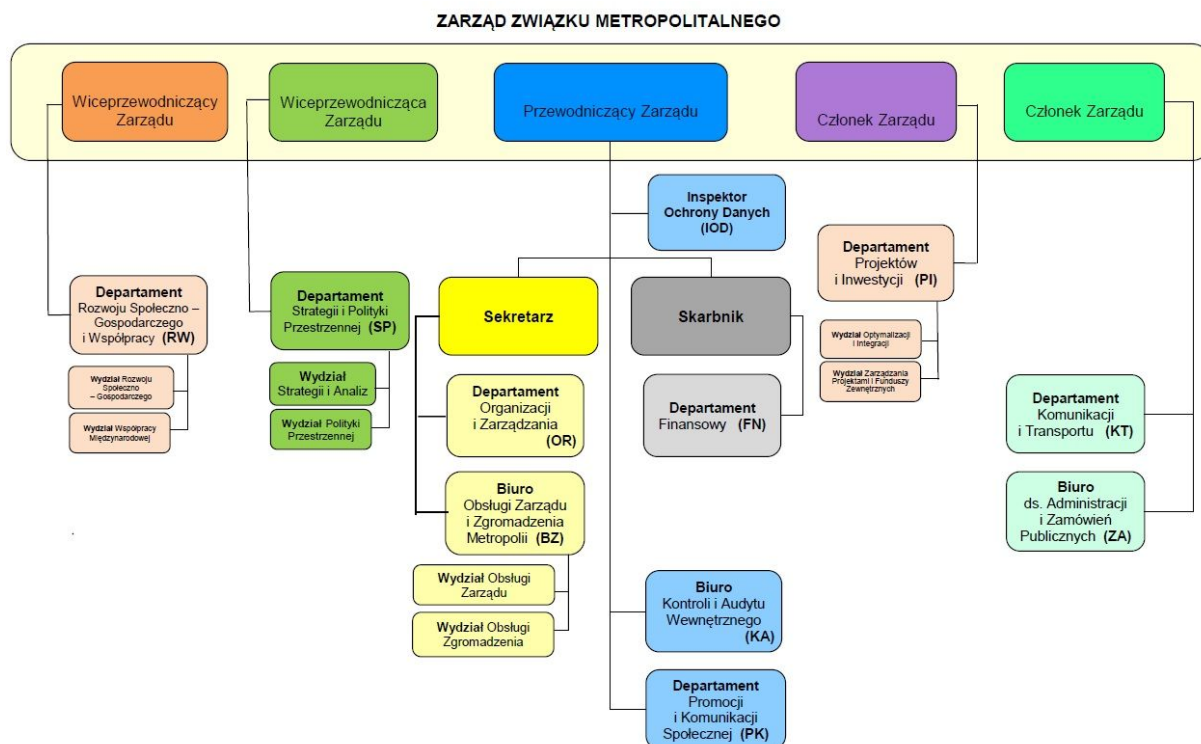 ZARZĄD ZWIĄZKU METROPOLITALNEGO
Wiceprzewodniczący
Zarządu
Wiceprzewodnicząca
Zarządu
Przewodniczący Zarządu
Członek Zarządu
Członek Zarządu
Inspektor
Ochrony Danych
(IOD)
Departament
Projektów
i Inwestycji (PI)
Wydział Optymalizacji
i Integracji
Wydział Zarządzania
Projektami i Funduszy
Zewnętrznych
Departament
Rozwoju Społeczno –
Gospodarczego
i Współpracy (RW)
Wydział Rozwoju
Społeczno
– Gospodarczego
Wydział Współpracy
Międzynarodowej
Departament
Strategii i Polityki
Przestrzennej (SP)
Wydział
Strategii i Analiz
Wydział Polityki
Przestrzennej
Sekretarz
Skarbnik
Departament
Organizacji
i Zarządzania
(OR)
Biuro
Obsługi Zarządu
i Zgromadzenia
Metropolii (BZ)
Wydział Obsługi
Zarządu
Wydział Obsługi
Zgromadzenia
Departament
Finansowy (FN)
Biuro
Kontroli i Audytu
Wewnętrznego
(KA)
Departament
Promocji
i Komunikacji
Społecznej (PK)
Departament
Komunikacji
i Transportu (KT)
Biuro
ds. Administracji
i Zamówień
Publicznych (ZA)